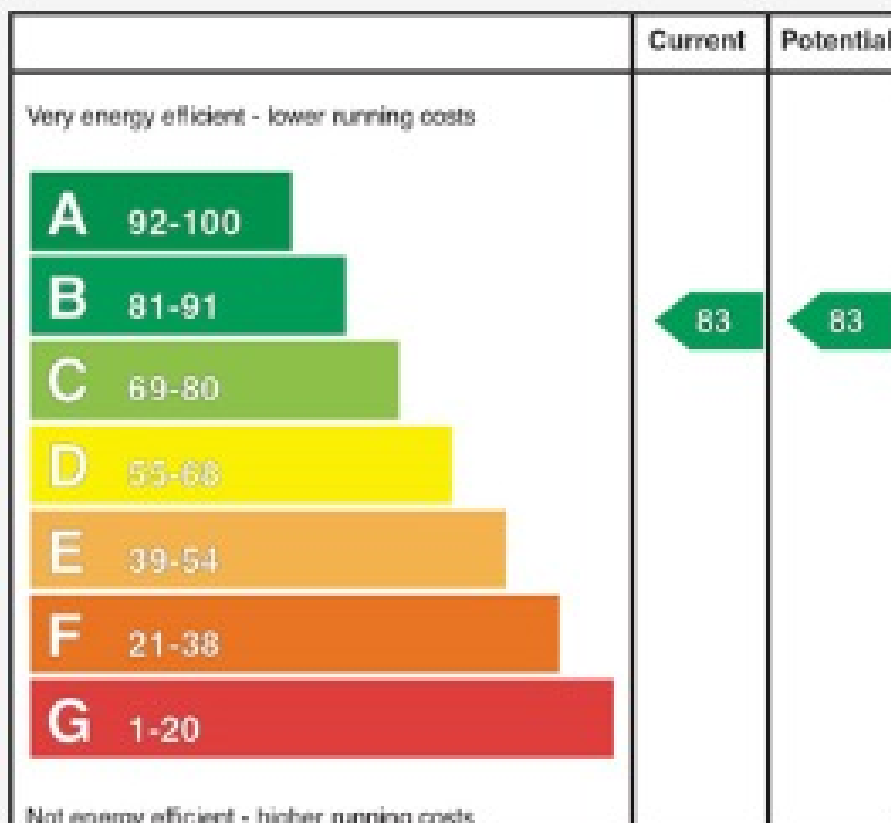 Current Potential
Very energy efficient - lower running costs
A 92-100
B 81-91 83 83
C 69-80
D 55-68
E 39-54
F 21-38
G 1-20
Not energy efficient - higher running costs